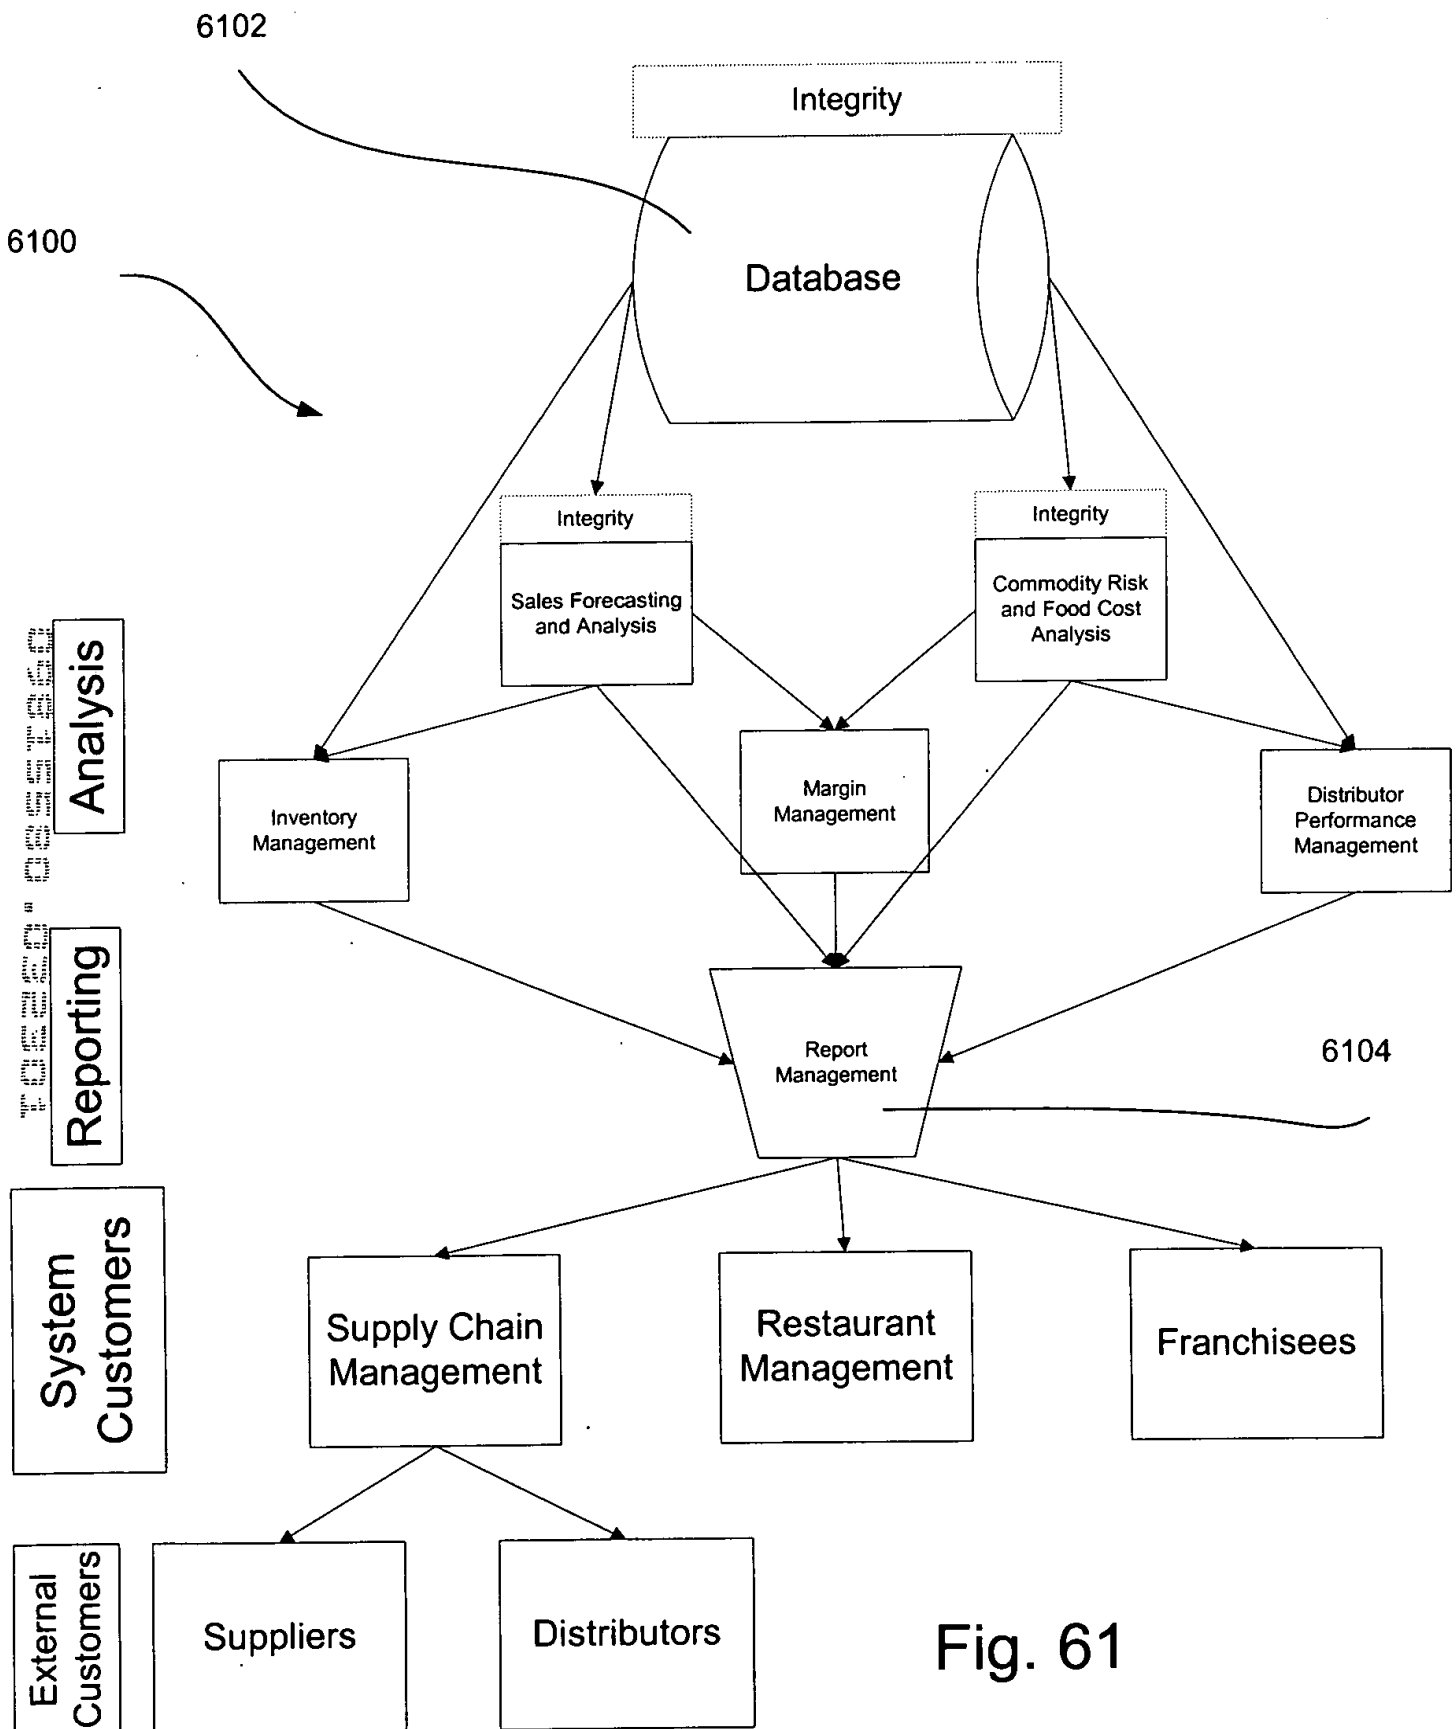 6102
Integrity
6100
Database
Integrity
Sales Forecasting
and Analysis
Integrity
Commodity Risk
and Food Cost
Analysis
Analysis
Inventory
Management
Margin
Management
Distributor
Performance
Management
Reporting
Report
Management
6104
System
Customers
Supply Chain
Management
Restaurant
Management
Franchisees
External
Customers
Suppliers
Distributors
Fig. 61